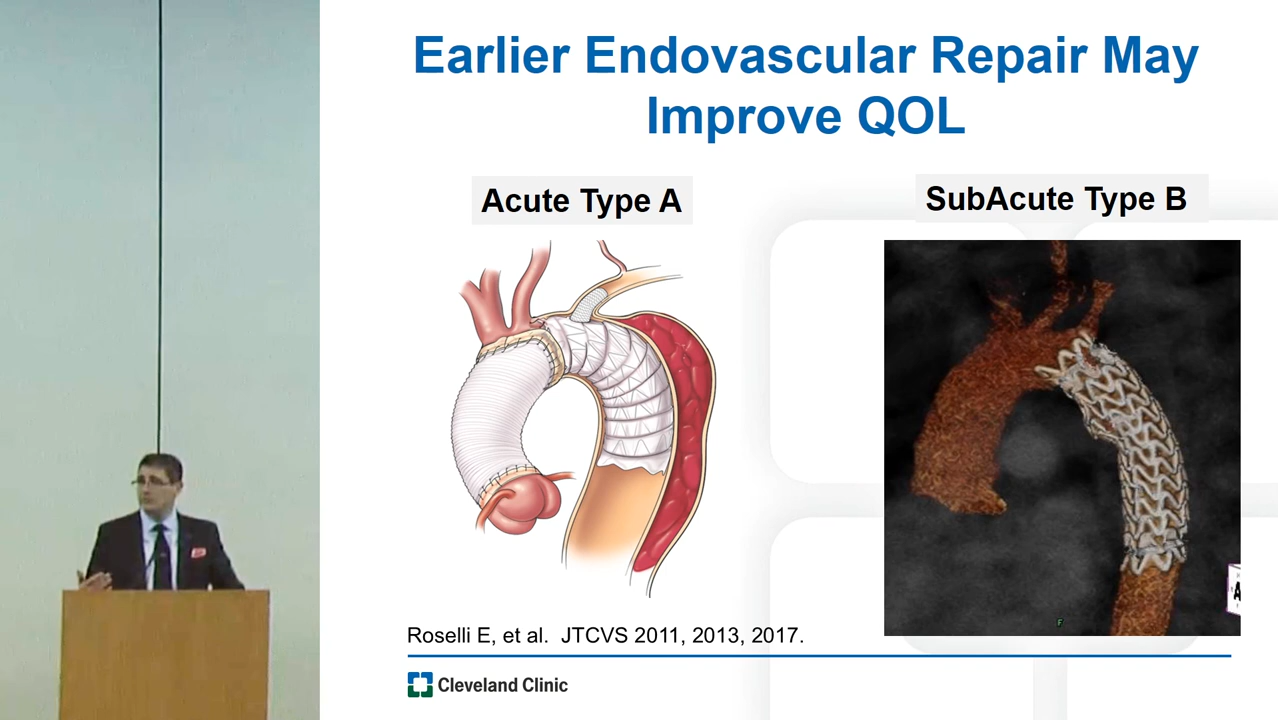 Earlier Endovascular Repair May
Improve QOL
Acute Type A
SubAcute Type B
A
F
Roselli E, et al.  JTCVS 2011, 2013, 2017.
Cleveland Clinic